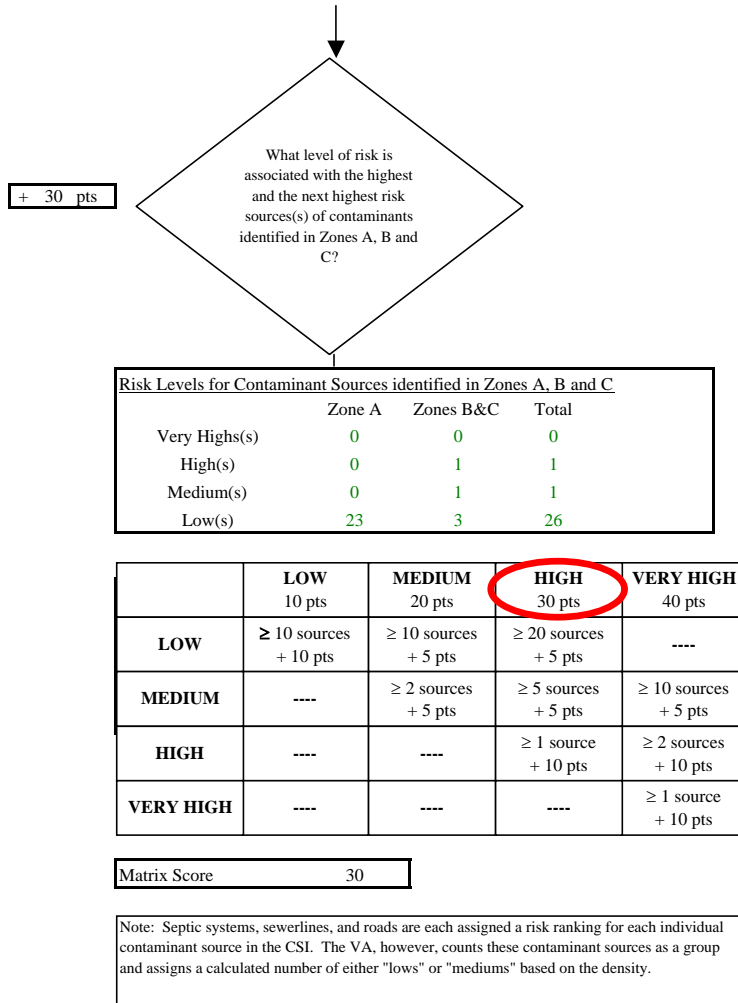 What level of risk is
associated with the highest
and the next highest risk
sources(s) of contaminants
identified in Zones A, B and
C?
+ 30 pts
Risk Levels for Contaminant Sources identified in Zones A, B and C
Zone A Zones B&C Total
Very Highs(s) 0 0 0
High(s) 0 1 1
Medium(s) 0 1 1
Low(s) 23 3 26
LOW MEDIUM HIGH VERY HIGH
10 pts 20 pts 30 pts 40 pts
LOW ≥ 10 sources ≥ 10 sources ≥ 20 sources ----
+ 10 pts + 5 pts + 5 pts
MEDIUM ---- ≥ 2 sources ≥ 5 sources ≥ 10 sources
+ 5 pts + 5 pts + 5 pts
HIGH ---- ---- ≥ 1 source ≥ 2 sources
+ 10 pts + 10 pts
VERY HIGH ---- ---- ---- ≥ 1 source
+ 10 pts
Matrix Score 30
Note: Septic systems, sewerlines, and roads are each assigned a risk ranking for each individual
contaminant source in the CSI. The VA, however, counts these contaminant sources as a group
and assigns a calculated number of either "lows" or "mediums" based on the density.